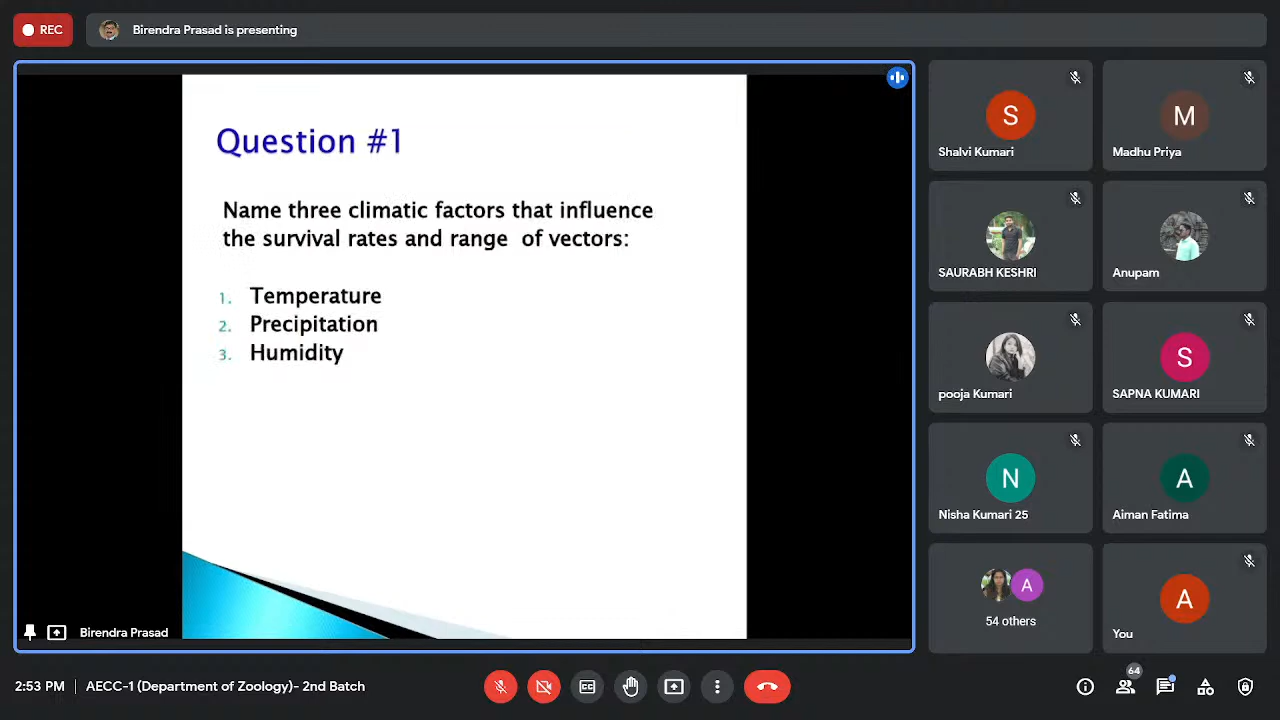 REC
Birendra Prasad is presenting
Question #1
Name three climatic factors that influence
the survival rates and range of vectors:
1. Temperature
2. Precipitation
3. Humidity
Birendra Prasad
S
Shalvi Kumari
M
Madhu Priya
SAURABH KESHRI
Anupam
pooja Kumari
S
SAPNA KUMARI
N
Nisha Kumari 25
A
Aiman Fatima
A
54 others
A
You
2:53 PM | AECC-1 (Department of Zoology)- 2nd Batch
CC
64